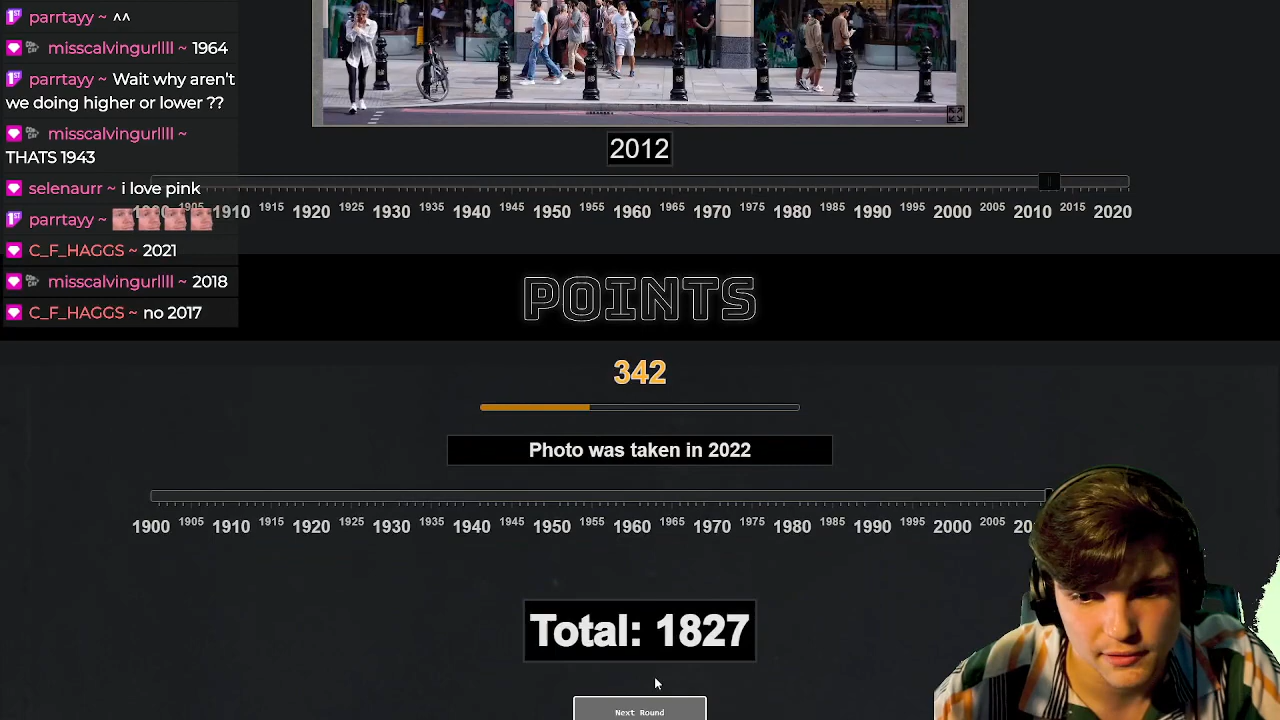 parrtayy ~ ^^
misscalvingurllll ~ 1964
parrtayy ~ Wait why aren't
we doing higher or lower ??
misscalvingurllll ~
THATS 1943
selenaurr ~ i love pink
parrtayy ~
C_F_HAGGS ~ 2021
misscalvingurllll ~ 2018
C_F_HAGGS ~ no 2017
2012
1900 1905 1910 1915 1920 1925 1930 1935 1940 1945 1950 1955 1960 1965 1970 1975 1980 1985 1990 1995 2000 2005 2010 2015 2020
POINTS
342
Photo was taken in 2022
1900 1905 1910 1915 1920 1925 1930 1935 1940 1945 1950 1955 1960 1965 1970 1975 1980 1985 1990 1995 2000 2005
Total: 1827
Next Round